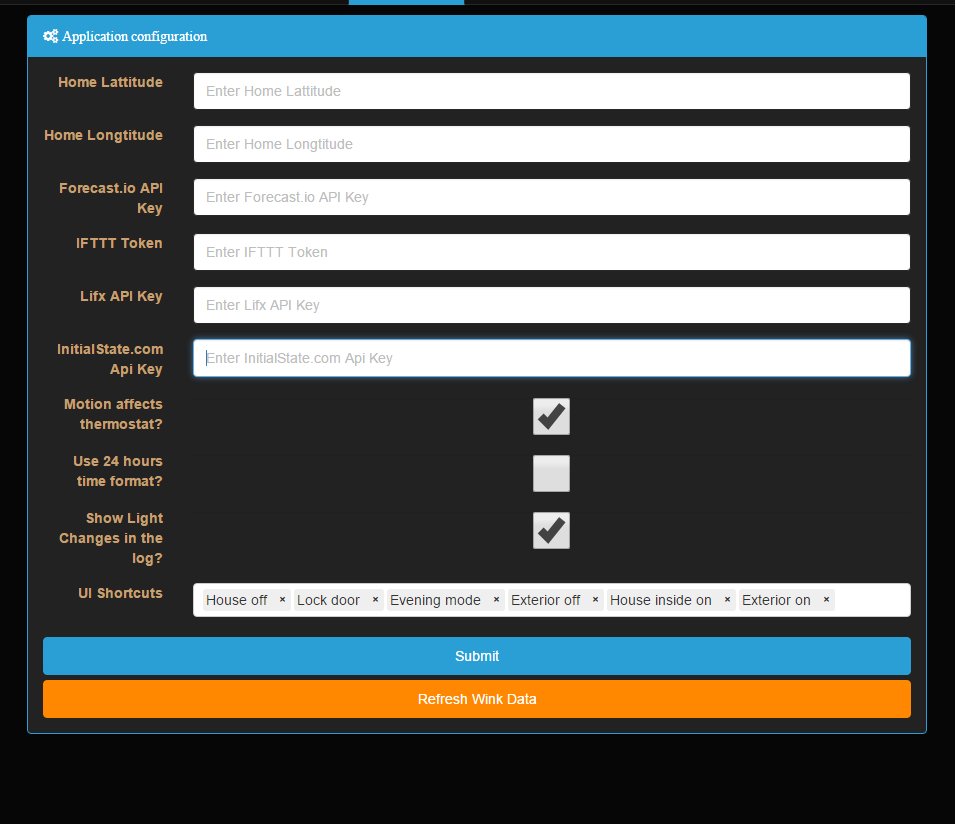 Application configuration
Home Lattitude
Enter Home Lattitude
Home Longtitude
Enter Home Longtitude
Forecast.io API
Key
Enter Forecast.io API Key
IFTTT Token
Enter IFTTT Token
Lifx API Key
Enter Lifx API Key
InitialState.com
Api Key
Enter InitialState.com Api Key
Motion affects
thermostat?
Use 24 hours
time format?
Show Light
Changes in the
log?
UI Shortcuts
House off × Lock door × Evening mode × Exterior off × House inside on × Exterior on ×
Submit
Refresh Wink Data